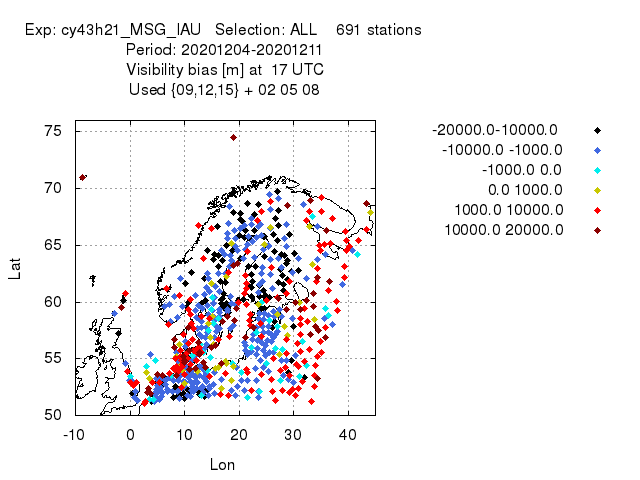 Exp: cy43h21_MSG_IAU   Selection: ALL    691 stations
Period: 20201204-20201211
Visibility bias [m] at  17 UTC
Used {09,12,15} + 02 05 08
-20000.0-10000.0
-10000.0 -1000.0
-1000.0 0.0
0.0 1000.0
1000.0 10000.0
10000.0 20000.0
75
70
65
60
55
50
Lat
-10 0 10 20 30 40
Lon